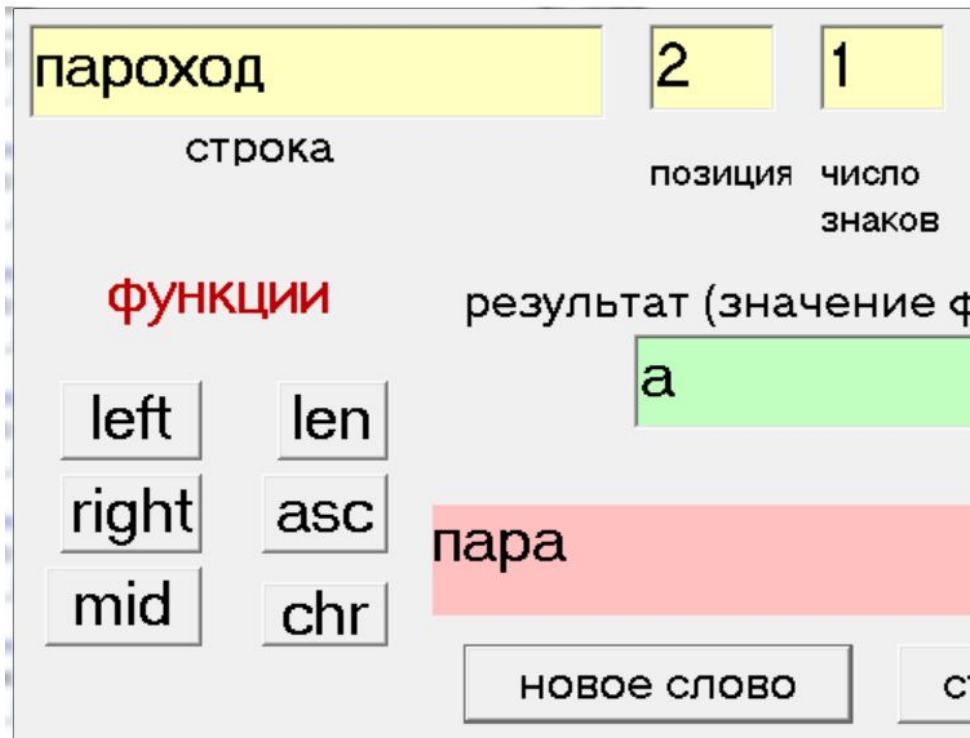 пароход 2 1
строка
позиция число
знаков
функции
результат (значение
а
left len
right asc
пара
mid chr
новое слово